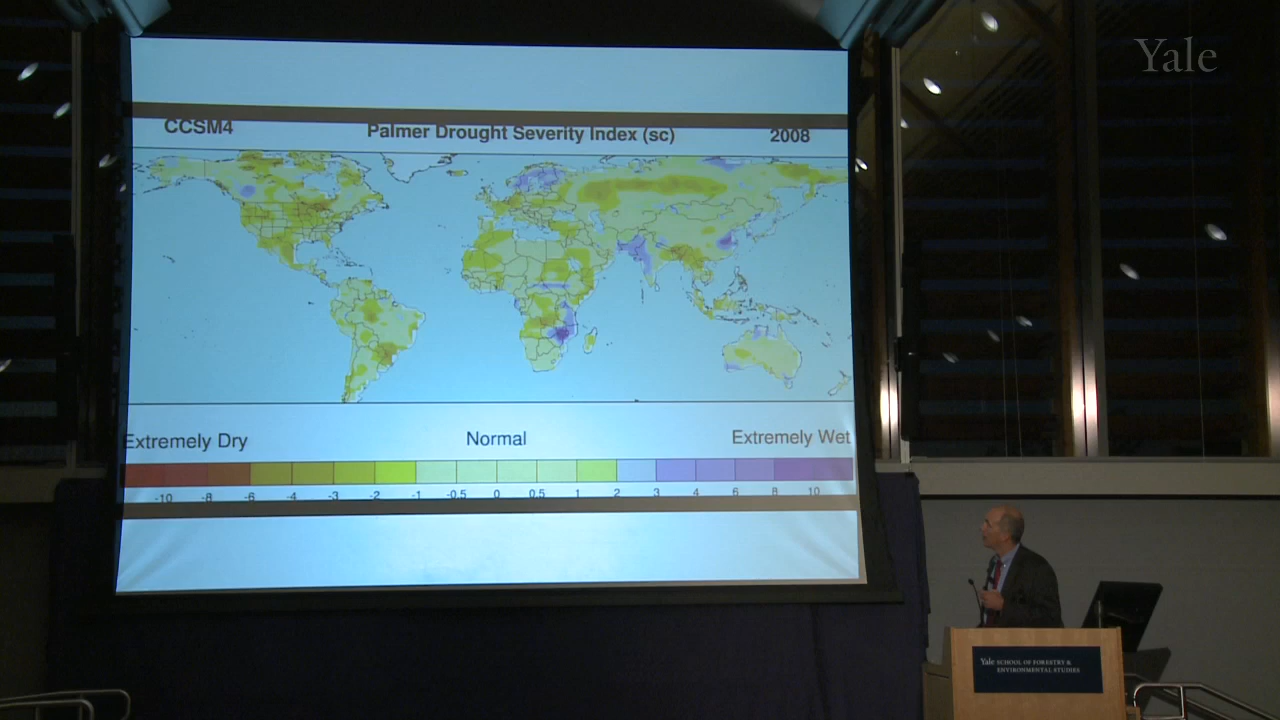 Yale
CCSM4 Palmer Drought Severity Index (sc) 2008
Extremely Dry Normal Extremely Wet
-10 -8 -6 -4 -3 -2 -1 -0.5 0 0.5 1 2 3 4 6 8 10
Yale SCHOOL OF FORESTRY &
ENVIRONMENTAL STUDIES